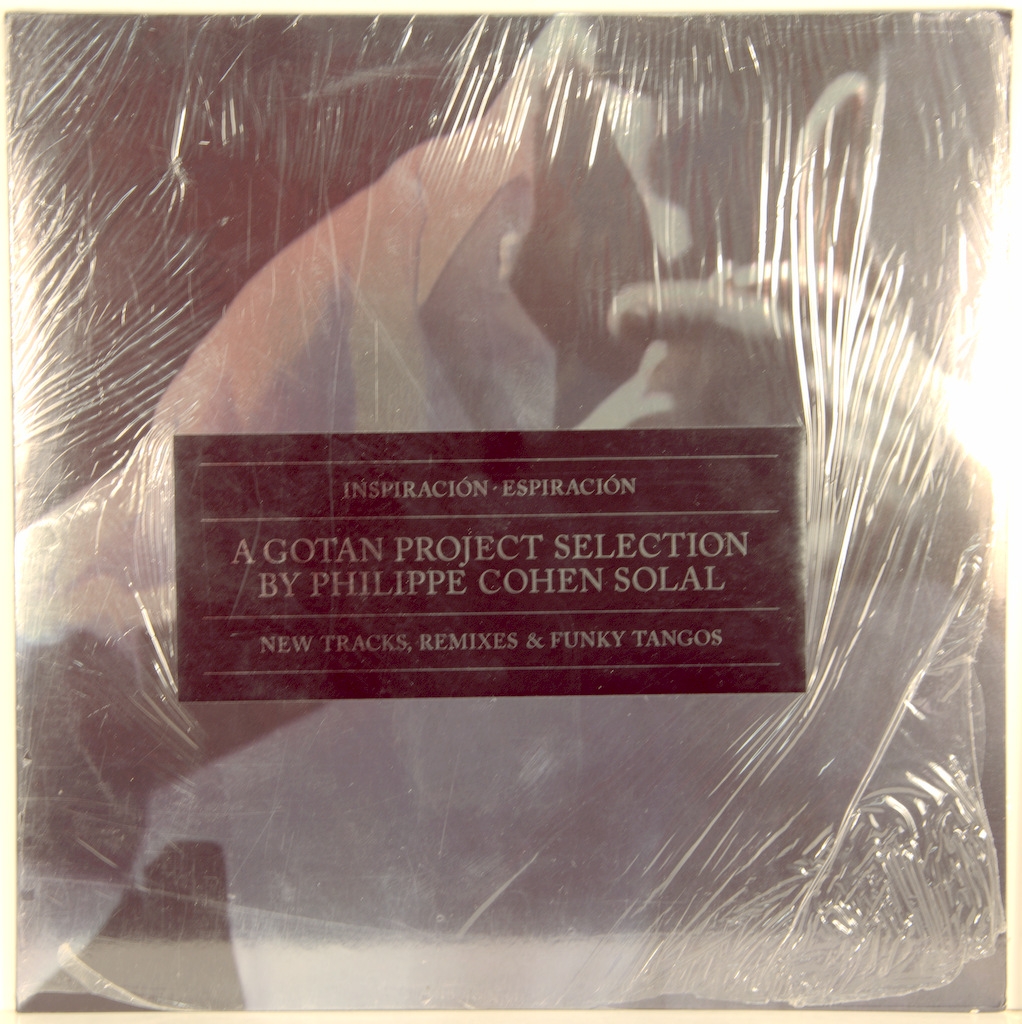 INSPIRACIÓN · ESPIRACIÓN
A GOTAN PROJECT SELECTION
BY PHILIPPE COHEN SOLAL
NEW TRACKS, REMIXES & FUNKY TANGOS